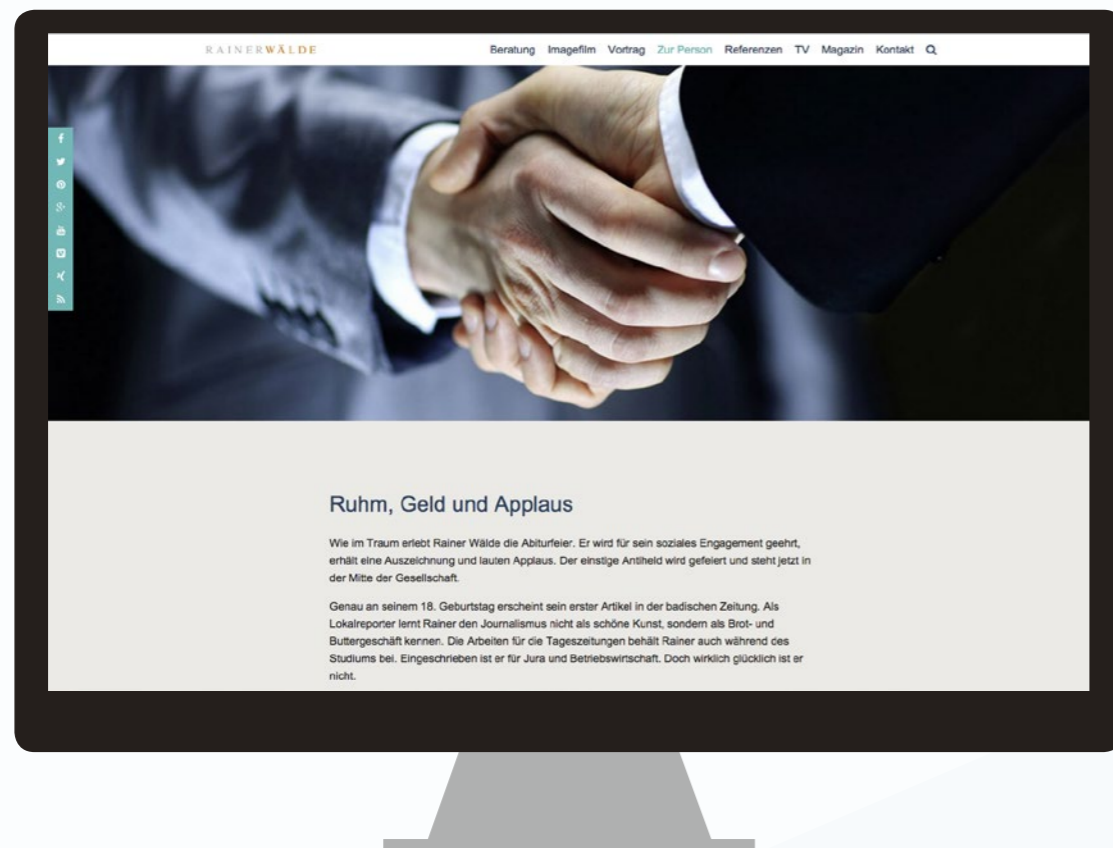 RAINERWÄLDE
Beratung Imagefilm Vortrag Zur Person Referenzen TV Magazin Kontakt
Ruhm, Geld und Applaus
Wie im Traum erlebt Rainer Wälde die Abiturfeier. Er wird für sein soziales Engagement geehrt,
erhält eine Auszeichnung und lauten Applaus. Der einstige Antiheld wird gefeiert und steht jetzt in
der Mitte der Gesellschaft.
Genau an seinem 18. Geburtstag erscheint sein erster Artikel in der badischen Zeitung. Als
Lokalreporter lernt Rainer den Journalismus nicht als schöne Kunst, sondern als Brot- und
Buttergeschäft kennen. Die Arbeiten für die Tageszeitungen behält Rainer auch während des
Studiums bei. Eingeschrieben ist er für Jura und Betriebswirtschaft. Doch wirklich glücklich ist er
nicht.